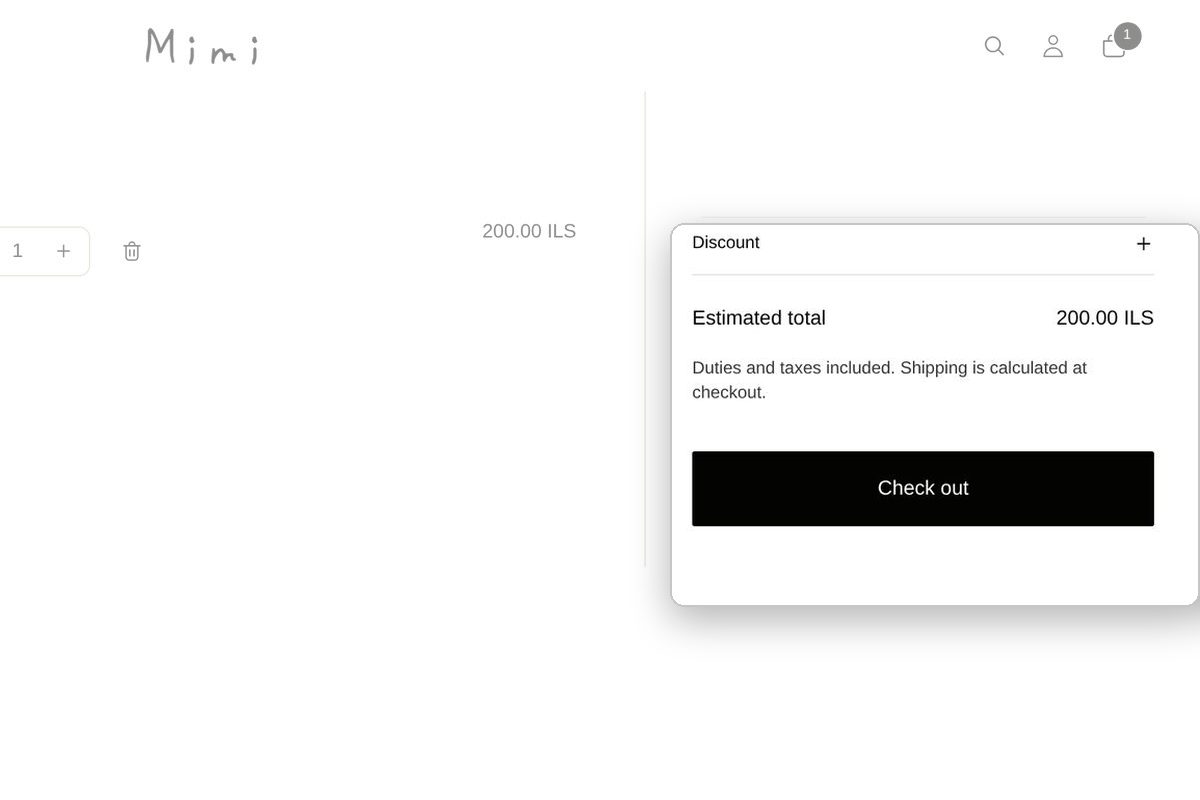 Mimi
1
1
200.00 ILS
Discount
Estimated total
200.00 ILS
Duties and taxes included. Shipping is calculated at
checkout.
Check out